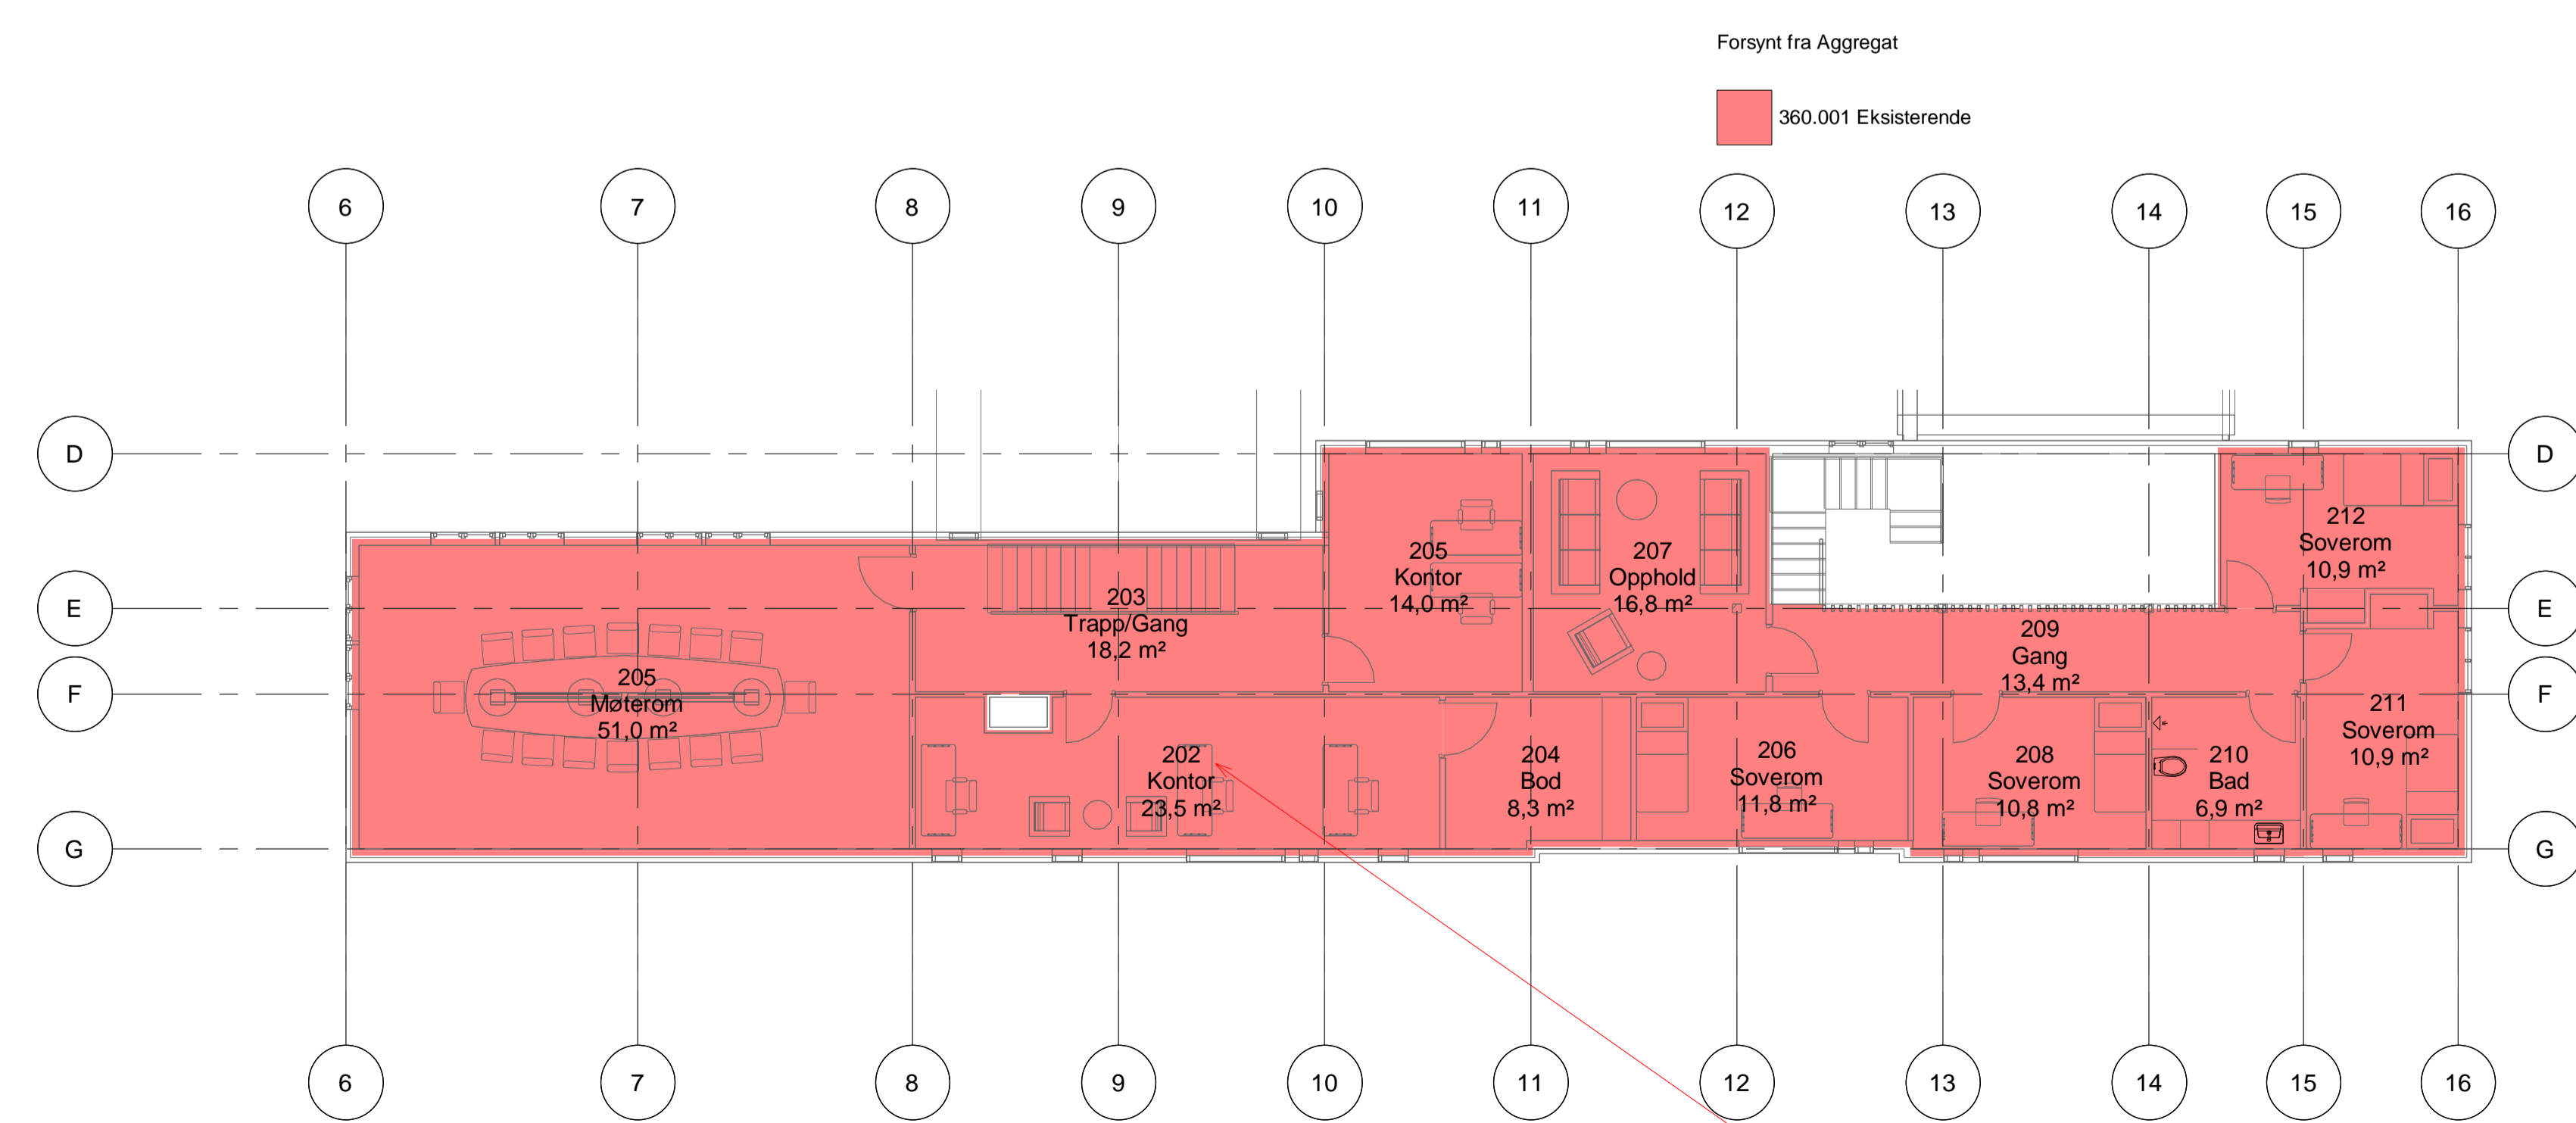 Forsynt fra Aggregat
360.001 Eksisterende
6 7 8 9 10 11 12 13 14 15 16
D D
E E
F F
G G
205
Møterom
51,0 m²
203
Trapp/Gang
18,2 m²
205
Kontor
14,0 m²
207
Opphold
16,8 m²
212
Soverom
10,9 m²
209
Gang
13,4 m²
211
Soverom
10,9 m²
202
Kontor
23,5 m²
204
Bod
8,3 m²
206
Soverom
11,8 m²
208
Soverom
10,8 m²
210
Bad
6,9 m²
6 7 8 9 10 11 12 13 14 15 16